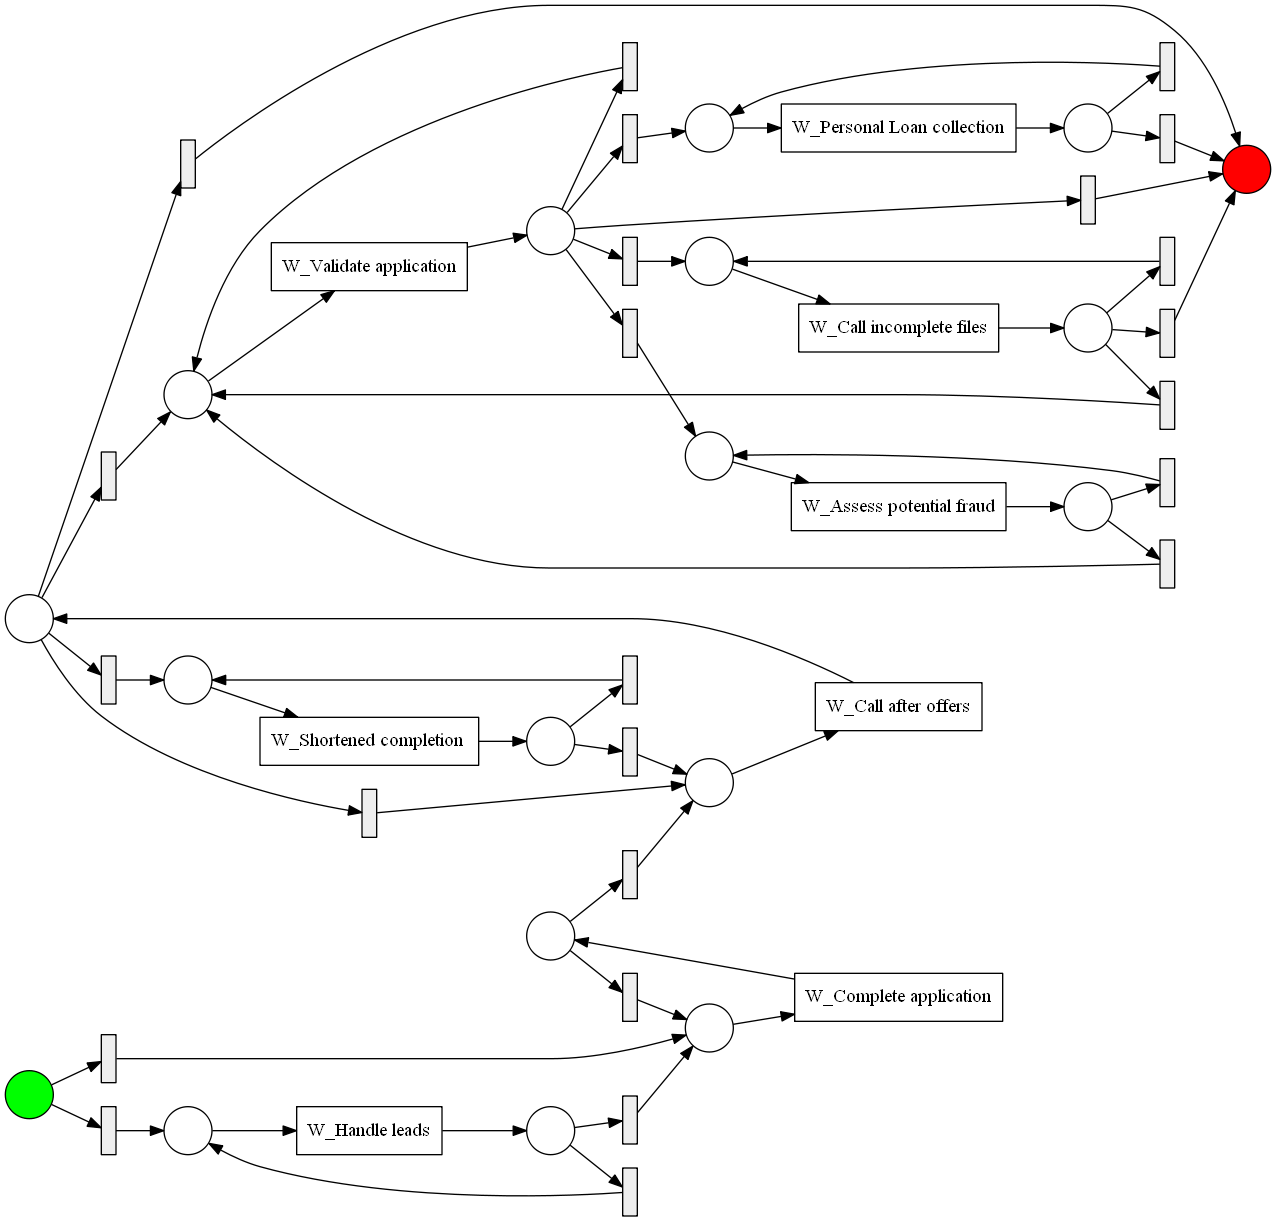 W_Personal Loan collection
W_Validate application
W_Call incomplete files
W_Assess potential fraud
W_Call after offers
W_Shortened completion
W_Complete application
W_Handle leads